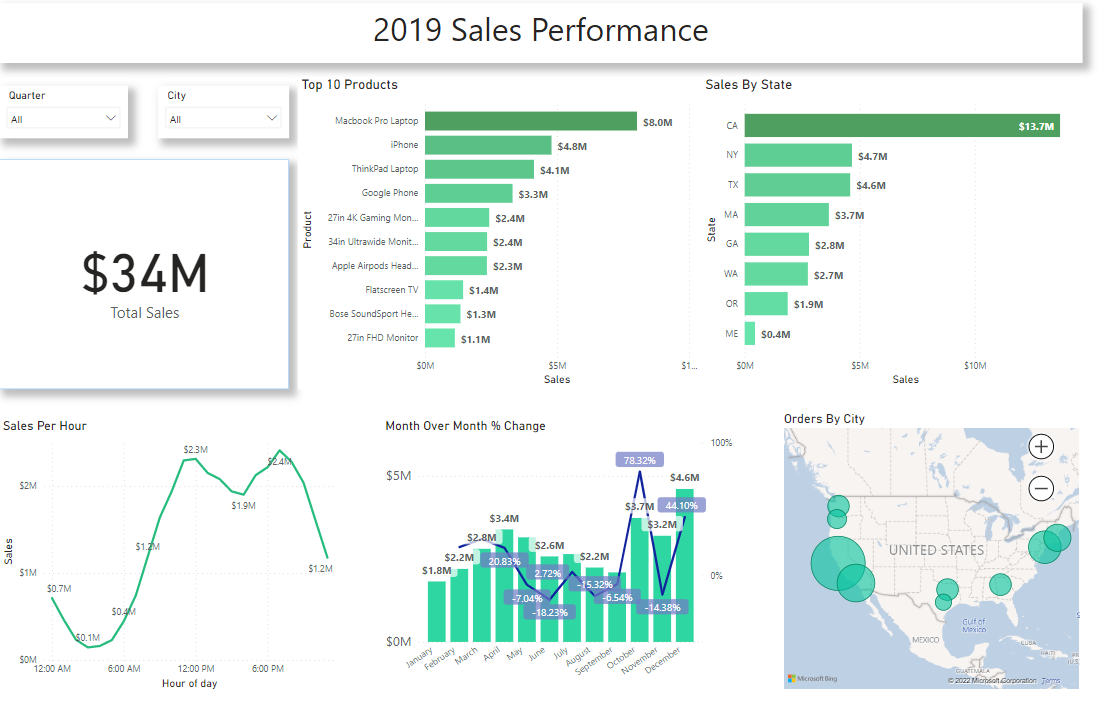 2019 Sales Performance
Quarter
All
City
All
$34M
Total Sales
Top 10 Products
Product
Macbook Pro Laptop
$8.0M
iPhone
$4.8M
ThinkPad Laptop
$4.1M
Google Phone
$3.3M
27in 4K Gaming Mon...
$2.4M
34in Ultrawide Monit...
$2.4M
Apple Airpods Head...
$2.3M
Flatscreen TV
$1.4M
Bose SoundSport He...
$1.3M
27in FHD Monitor
$1.1M
$0M
$5M
$1...
Sales
Sales By State
State
CA
$13.7M
NY
$4.7M
TX
$4.6M
MA
$3.7M
GA
$2.8M
WA
$2.7M
OR
$1.9M
ME
$0.4M
$0M
$5M
$10M
Sales
Sales Per Hour
Sales
$2M
$1M
$0M
$0.7M
$0.1M
$0.4M
$1.2M
$2.3M
$1.9M
$2.4M
$1.2M
12:00 AM
6:00 AM
12:00 PM
6:00 PM
Hour of day
Month Over Month % Change
$5M
$0M
100%
0%
$1.8M
$2.2M
$2.8M
$3.4M
$2.6M
$2.2M
$3.7M
$3.2M
$4.6M
20.83%
-7.04%
-18.23%
2.72%
-15.32%
-6.54%
78.32%
-14.38%
44.10%
January
February
March
April
May
June
July
August
September
October
November
December
Orders By City
UNITED STATES
MEXICO
Gulf of
Mexico
CUBA
HAITI
GUATEMALA
Microsoft Bing
© 2022 Microsoft Corporation
Terms